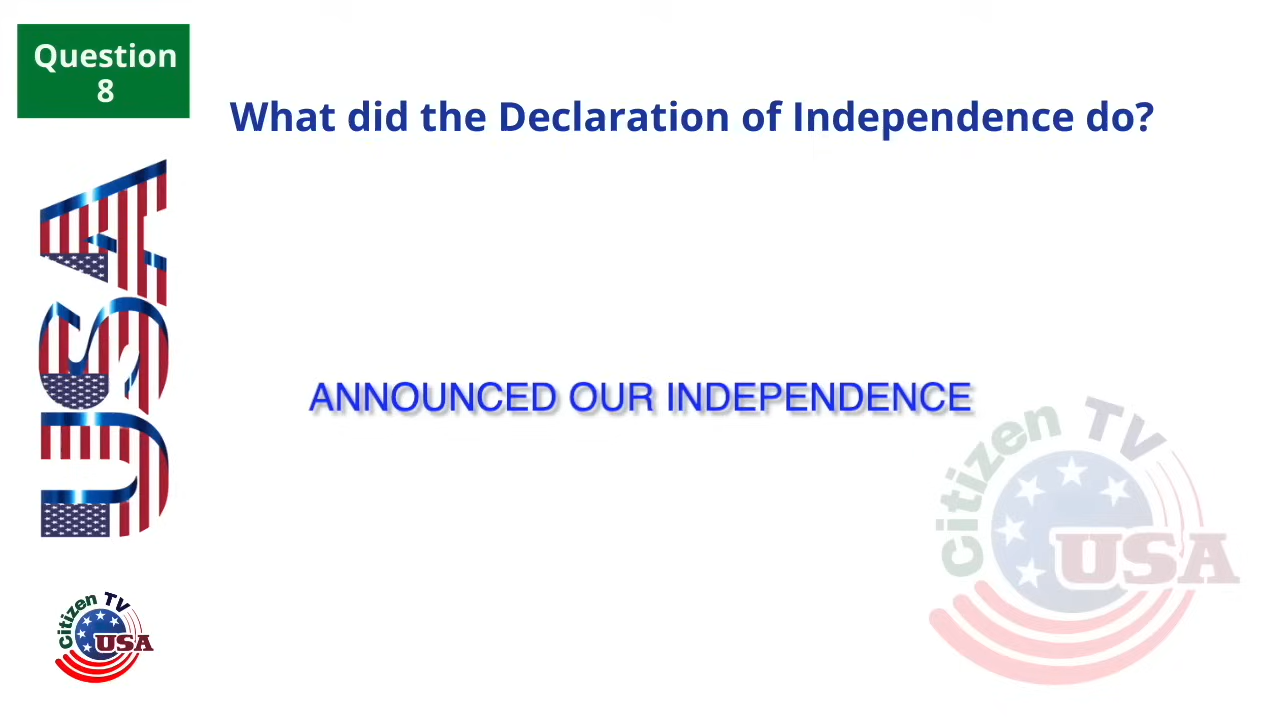 Question
8
What did the Declaration of Independence do?
USA
ANNOUNCED OUR INDEPENDENCE
Citizen TV
USA
Citizen TV
USA